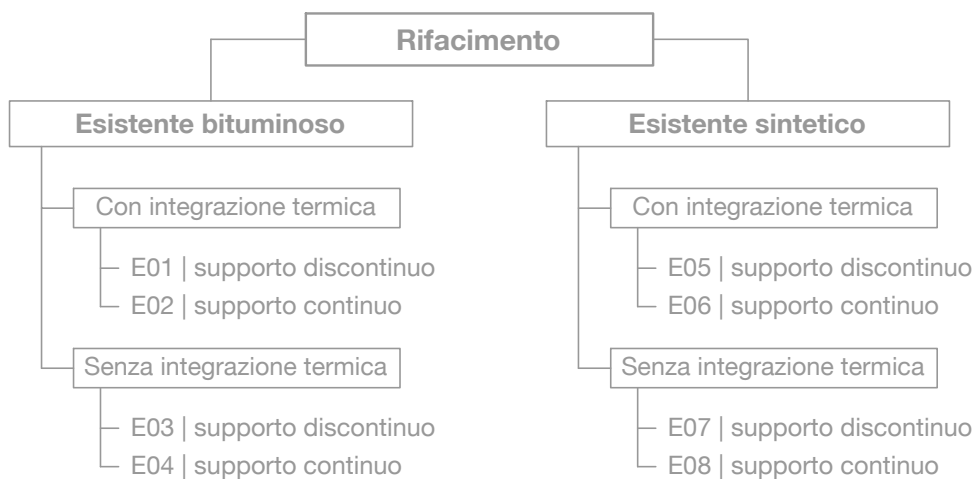 Rifacimento
Esistente bituminoso
Con integrazione termica
E01 | supporto discontinuo
E02 | supporto continuo
Senza integrazione termica
E03 | supporto discontinuo
E04 | supporto continuo
Esistente sintetico
Con integrazione termica
E05 | supporto discontinuo
E06 | supporto continuo
Senza integrazione termica
E07 | supporto discontinuo
E08 | supporto continuo